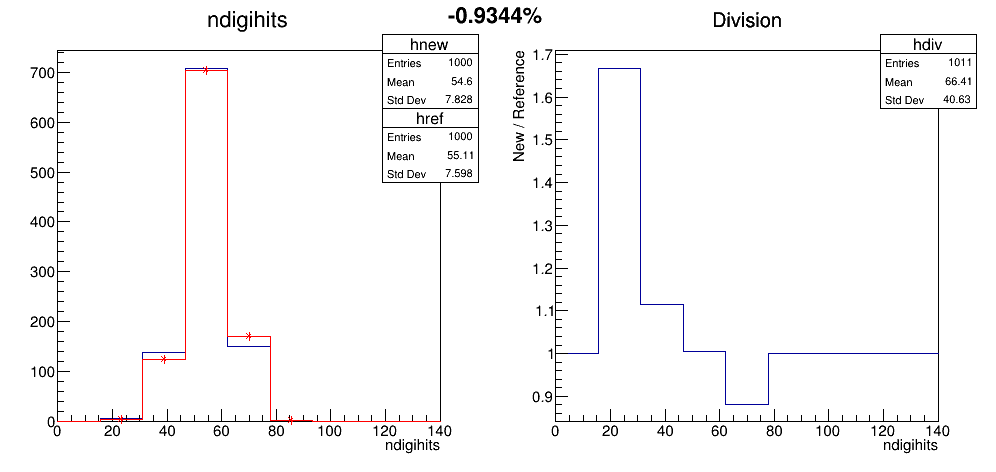 -0.9344%
ndigihits
hnew
Entries 1000
Mean 54.6
Std Dev 7.828
href
Entries 1000
Mean 55.11
Std Dev 7.598
700
600
500
400
300
200
100
0
0 20 40 60 80 100 120 140
ndigihits
Division
hdiv
Entries 1011
Mean 66.41
Std Dev 40.63
New / Reference
1.7
1.6
1.5
1.4
1.3
1.2
1.1
1
0.9
0 20 40 60 80 100 120 140
ndigihits